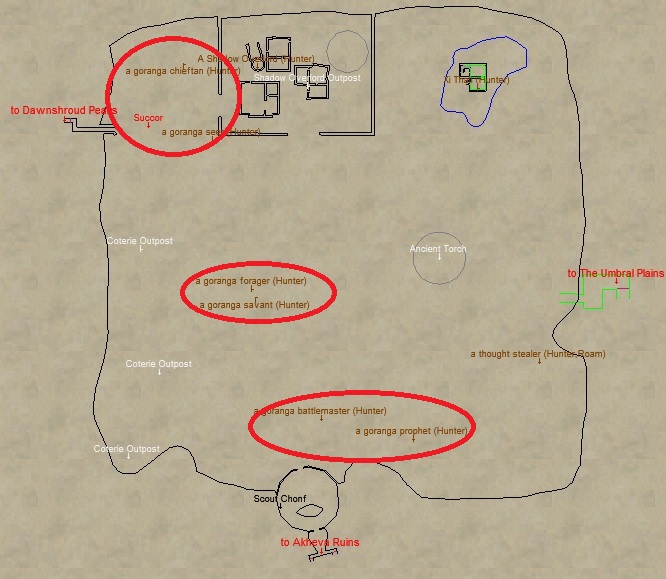 A Shadow Overlord (Hunter)
a goranga chieftan (Hunter)
Shadow Overlord Outpost
Xi Thall (Hunter)
to Dawnshroud Peaks
Succor
a goranga seer (Hunter)
Coterie Outpost
Ancient Torch
to The Umbral Plains
a goranga forager (Hunter)
a goranga savant (Hunter)
a thought stealer (Hunter, Roam)
Coterie Outpost
a goranga battlemaster (Hunter)
a goranga prophet (Hunter)
Coterie Outpost
Scout Chonf
to Akheva Ruins